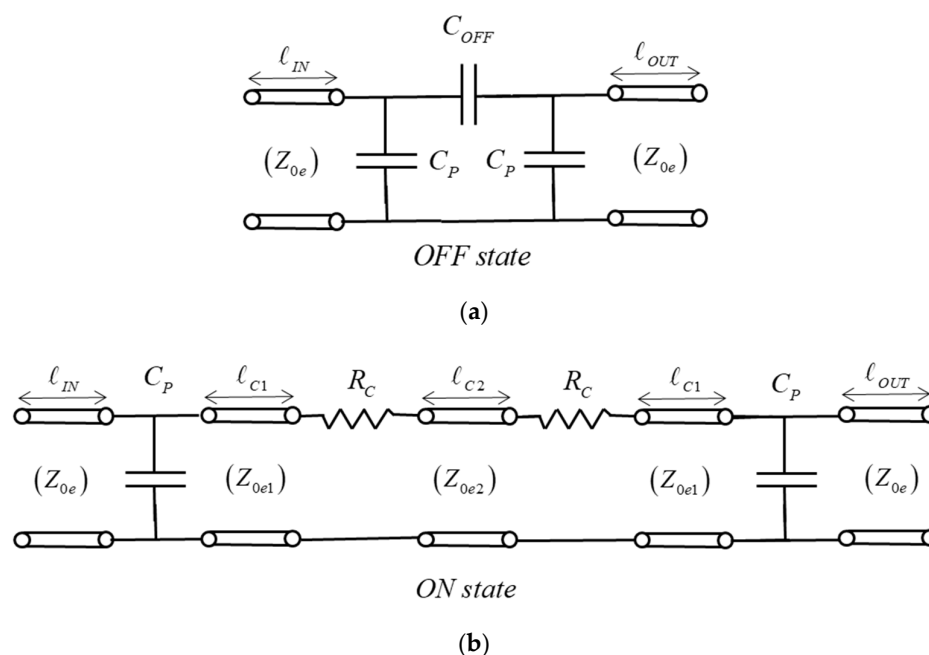 (a)
C_OFF
ℓ_IN ℓ_OUT
(Z_0e) C_P C_P (Z_0e)
OFF state
(a)
ℓ_IN C_P ℓ_C1 R_C ℓ_C2 R_C ℓ_C1 C_P ℓ_OUT
(Z_0e) (Z_0e1) (Z_0e2) (Z_0e1) (Z_0e)
ON state
(b)